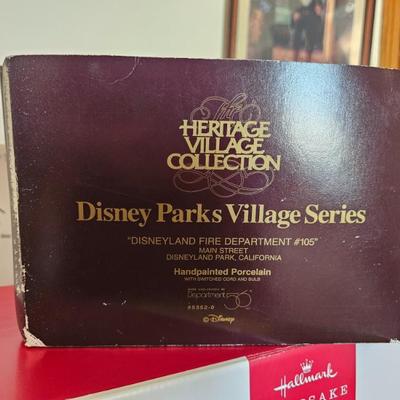 The
HERITAGE
VILLAGE
COLLECTION
Disney Parks Village Series
"DISNEYLAND FIRE DEPARTMENT #105"
MAIN STREET
DISNEYLAND PARK, CALIFORNIA
Handpainted Porcelain
WITH SWITCHED CORD AND BULB
Department 56
#5352-0
© Disney
Hallmark
KEEPSAKE